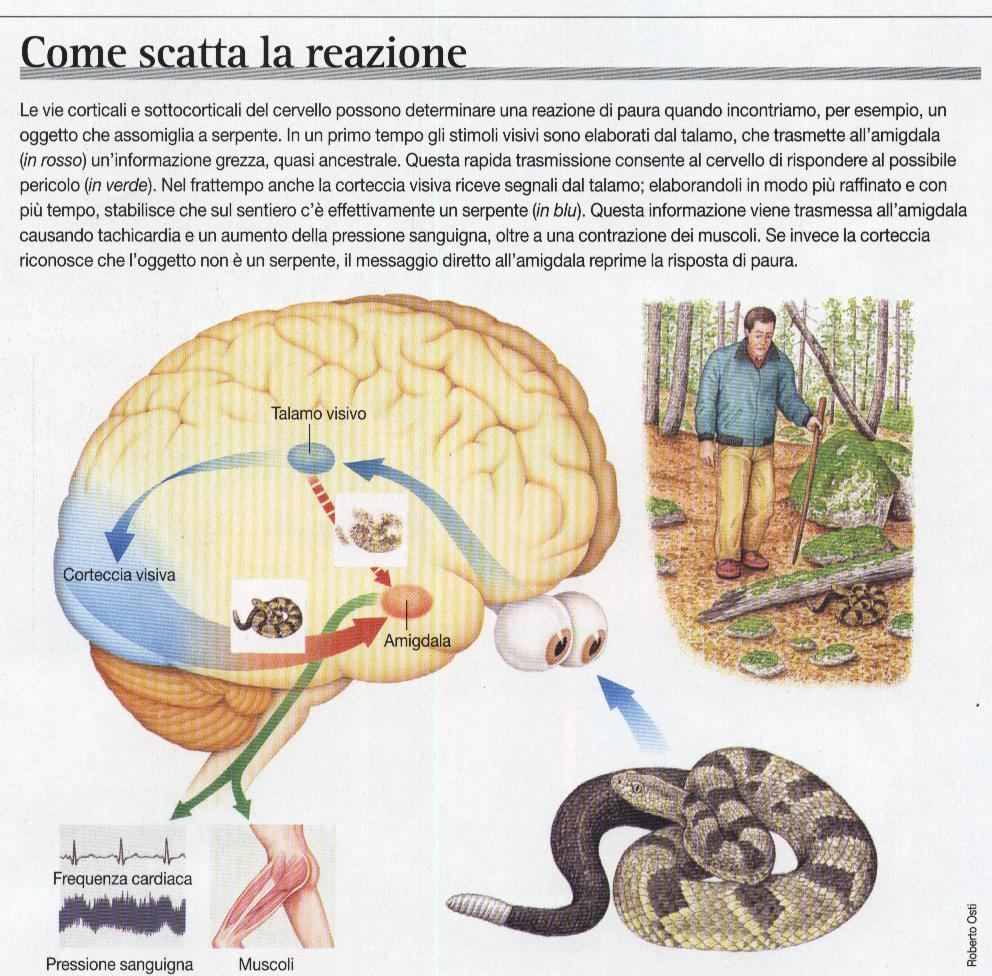 Come scatta la reazione
Le vie corticali e sottocorticali del cervello possono determinare una reazione di paura quando incontriamo, per esempio, un
oggetto che assomiglia a serpente. In un primo tempo gli stimoli visivi sono elaborati dal talamo, che trasmette all'amigdala
(in rosso) un'informazione grezza, quasi ancestrale. Questa rapida trasmissione consente al cervello di rispondere al possibile
pericolo (in verde). Nel frattempo anche la corteccia visiva riceve segnali dal talamo; elaborandoli in modo più raffinato e con
più tempo, stabilisce che sul sentiero c'è effettivamente un serpente (in blu). Questa informazione viene trasmessa all'amigdala
causando tachicardia e un aumento della pressione sanguigna, oltre a una contrazione dei muscoli. Se invece la corteccia
riconosce che l'oggetto non è un serpente, il messaggio diretto all'amigdala reprime la risposta di paura.
Talamo visivo
Corteccia visiva
Amigdala
Frequenza cardiaca
Pressione sanguigna
Muscoli
Roberto Osti